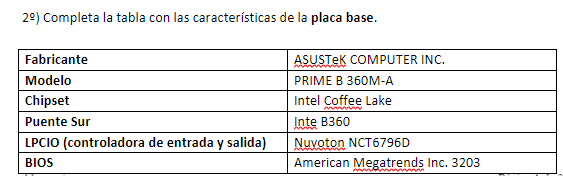 2º) Completa la tabla con las características de la placa base.
Fabricante ASUSTeK COMPUTER INC.
Modelo PRIME B 360M-A
Chipset Intel Coffee Lake
Puente Sur Inte B360
LPCIO (controladora de entrada y salida) Nuvoton NCT6796D
BIOS American Megatrends Inc. 3203